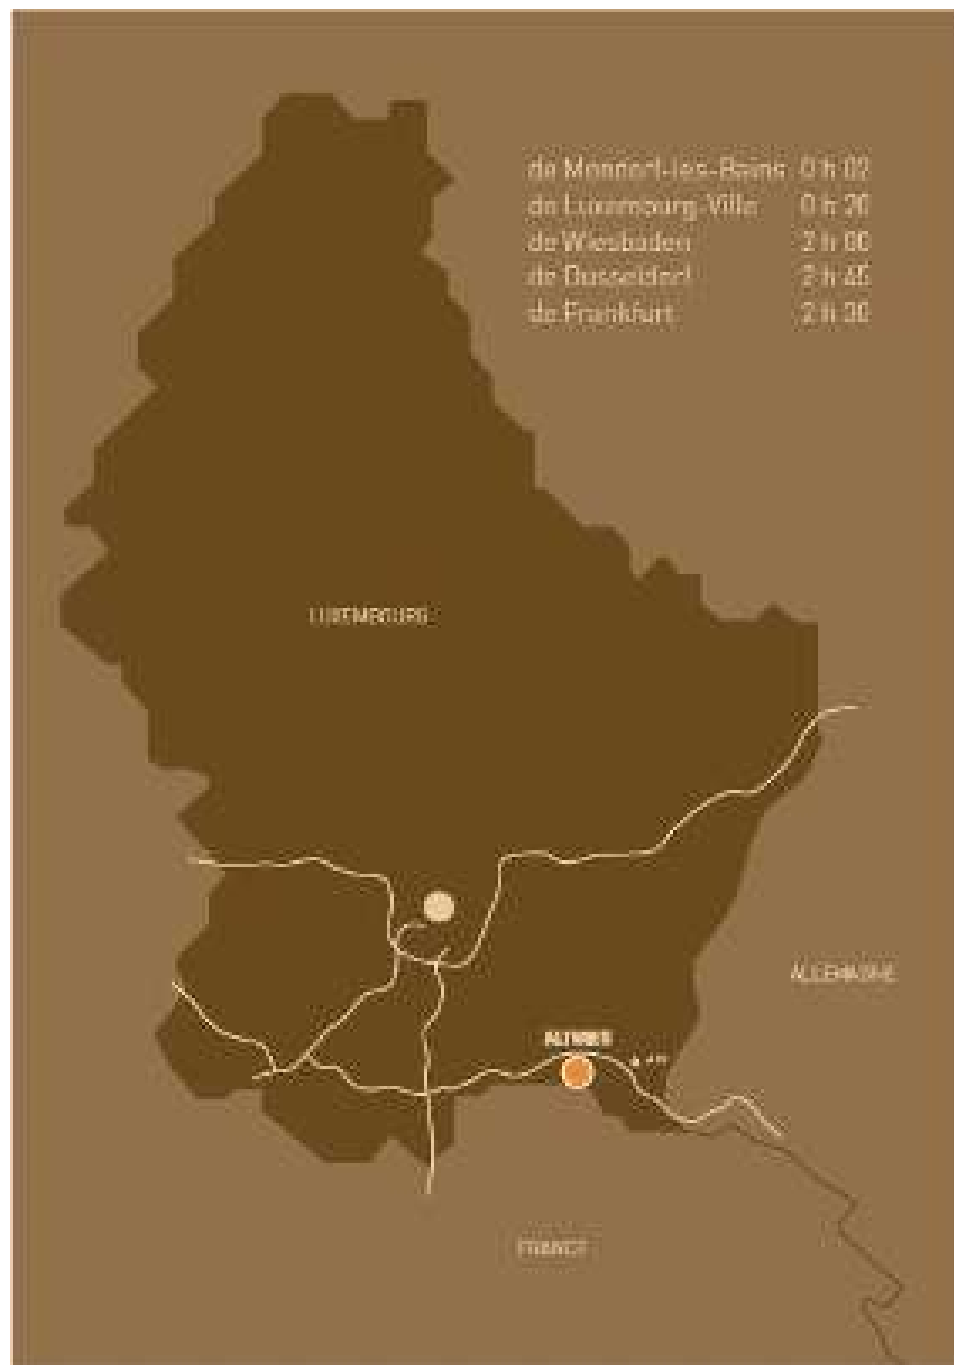 de Mondorf-les-Bains 0 h 02
de Luxembourg-Ville 0 h 20
de Wiesbaden 2 h 00
de Dusseldorf 2 h 45
de Frankfurt 2 h 30
LUXEMBOURG
ALLEMAGNE
ALTWIES
FRANCE